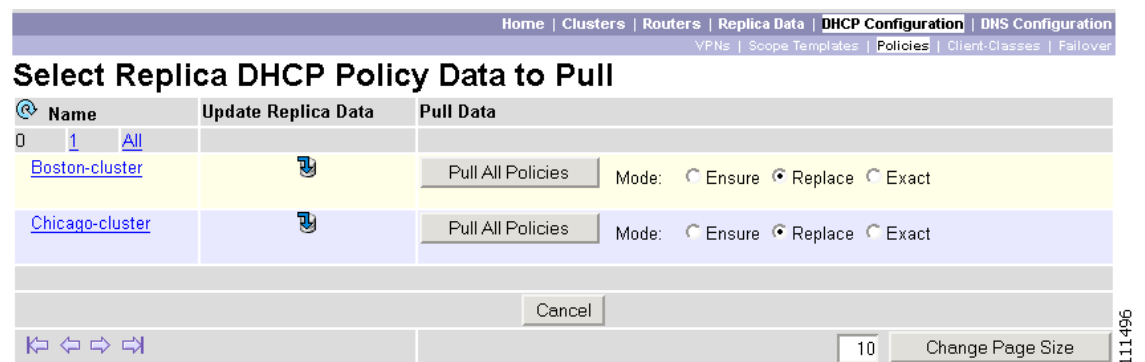 Home | Clusters | Routers | Replica Data | DHCP Configuration | DNS Configuration
VPNs | Scope Templates | Policies | Client-Classes | Failover
Select Replica DHCP Policy Data to Pull
Name Update Replica Data Pull Data
0 1 All
Boston-cluster Pull All Policies Mode: Ensure Replace Exact
Chicago-cluster Pull All Policies Mode: Ensure Replace Exact
Cancel
10 Change Page Size
111496